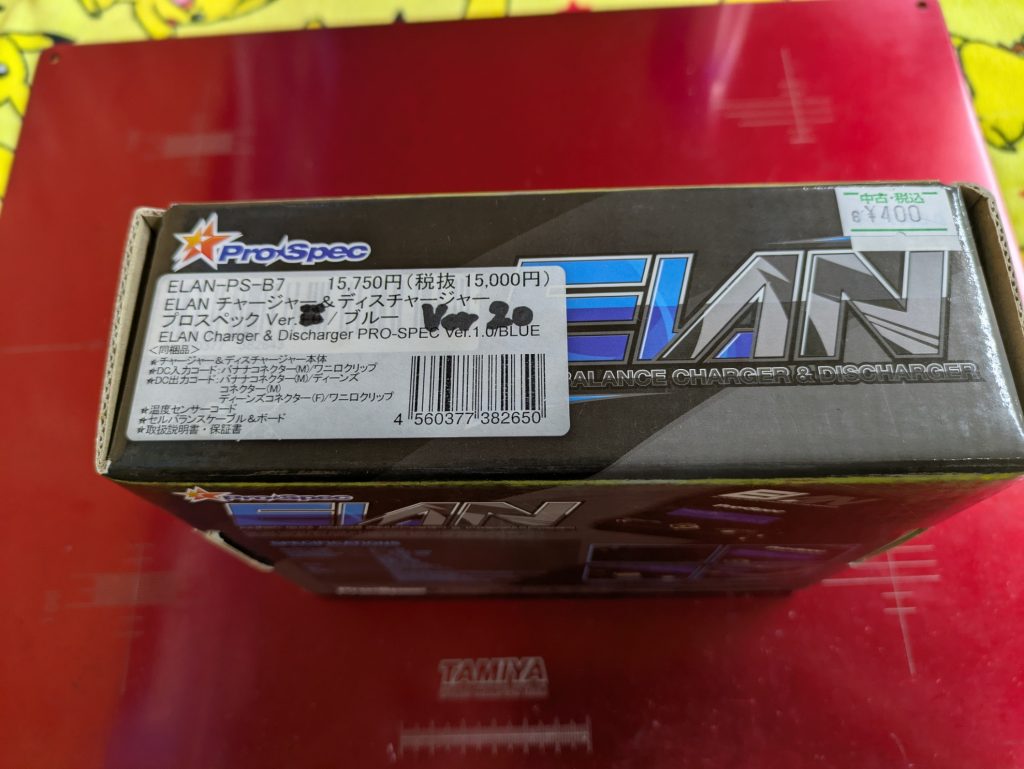 中古・税込
6 ¥400
Pro Spec
ELAN-PS-B7 15,750円(税抜 15,000円)
ELAN チャージャー&ディスチャージャー
プロスペック Ver. / ブルー Ver 2.0
ELAN Charger & Discharger PRO-SPEC Ver.1.0/BLUE
<同梱品>
★チャージャー&ディスチャージャー本体
★DC入力コード:バナナコネクター(M)/ワニ口クリップ
★DC出力コード:バナナコネクター(M)/ディーンズ
コネクター(M)
ディーンズコネクター(F)/ワニ口クリップ
★温度センサーコード
★セルバランスケーブル&ボード
★取扱説明書・保証書
4 560377 382650
ELAN
BALANCE CHARGER & DISCHARGER
Pro Spec
ELAN
TAMIYA